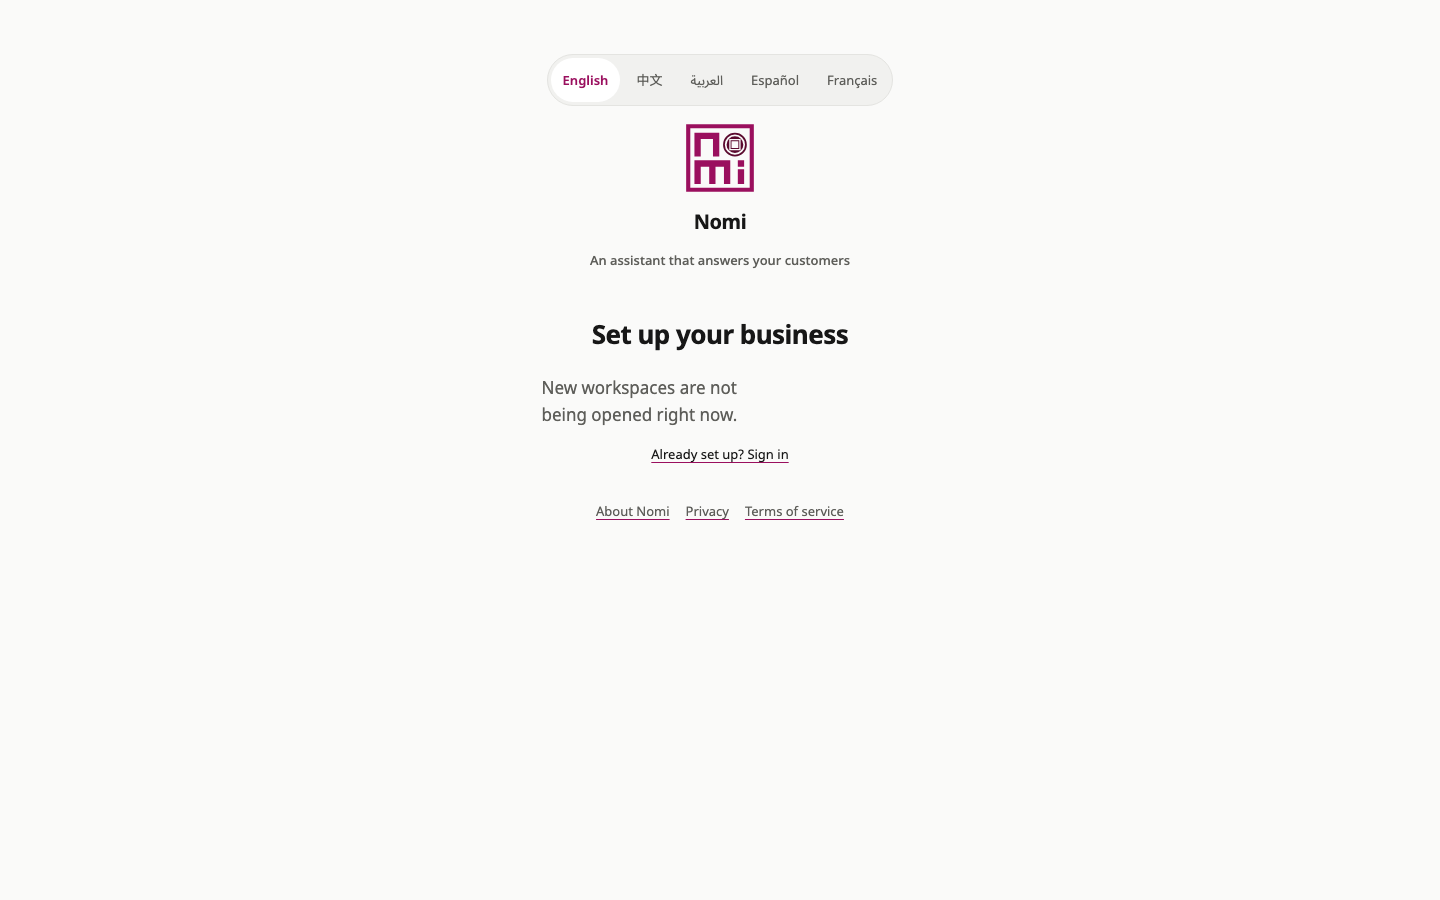 English 中文 العربية Español Français
nomi
Nomi
An assistant that answers your customers
Set up your business
New workspaces are not
being opened right now.
Already set up? Sign in
About Nomi Privacy Terms of service